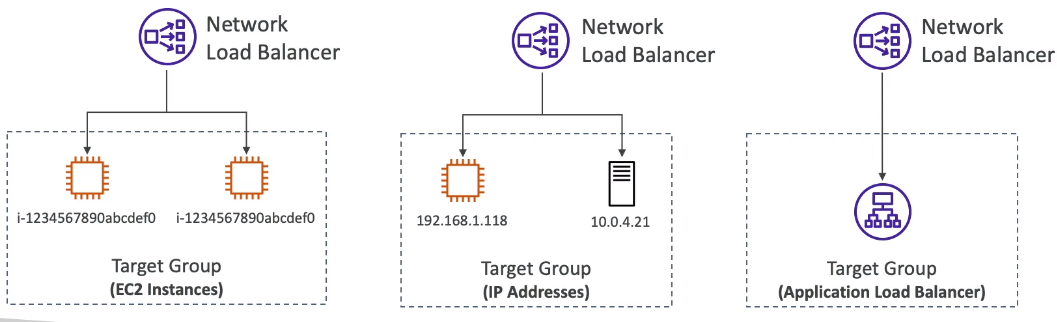 Network
Load Balancer
i-1234567890abcdef0
i-1234567890abcdef0
Target Group
(EC2 Instances)
Network
Load Balancer
192.168.1.118
10.0.4.21
Target Group
(IP Addresses)
Network
Load Balancer
Target Group
(Application Load Balancer)